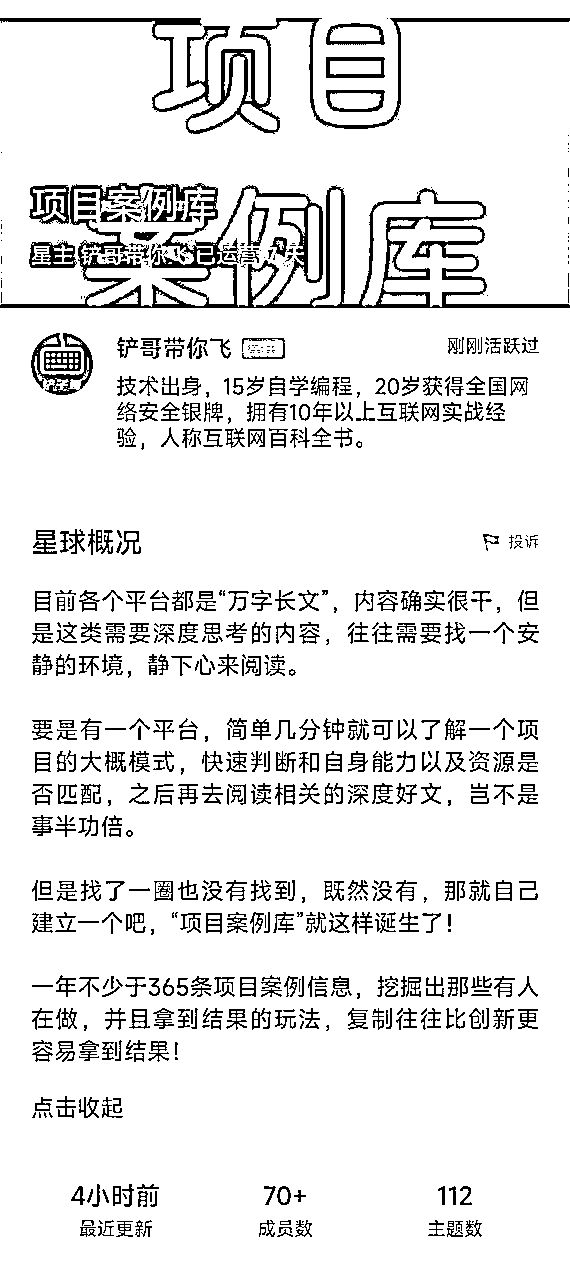 项目
案例库
项目案例库
星主 铲哥带你飞
铲哥带你飞
刚刚活跃过
技术出身，15岁自学编程，20岁获得全国网
络安全银牌，拥有10年以上互联网实战经
验，人称互联网百科全书。
星球概况
投诉
目前各个平台都是“万字长文”，内容确实很干，但
是这类需要深度思考的内容，往往需要找一个安
静的环境，静下心来阅读。
要是有一个平台，简单几分钟就可以了解一个项
目的大概模式，快速判断和自身能力以及资源是
否匹配，之后再去阅读相关的深度好文，岂不是
事半功倍。
但是找了一圈也没有找到，既然没有，那就自己
建立一个吧，“项目案例库”就这样诞生了！
一年不少于365条项目案例信息，挖掘出那些有人
在做，并且拿到结果的玩法，复制往往比创新更
容易拿到结果！
点击收起
4小时前
70+
112
最近更新
成员数
主题数